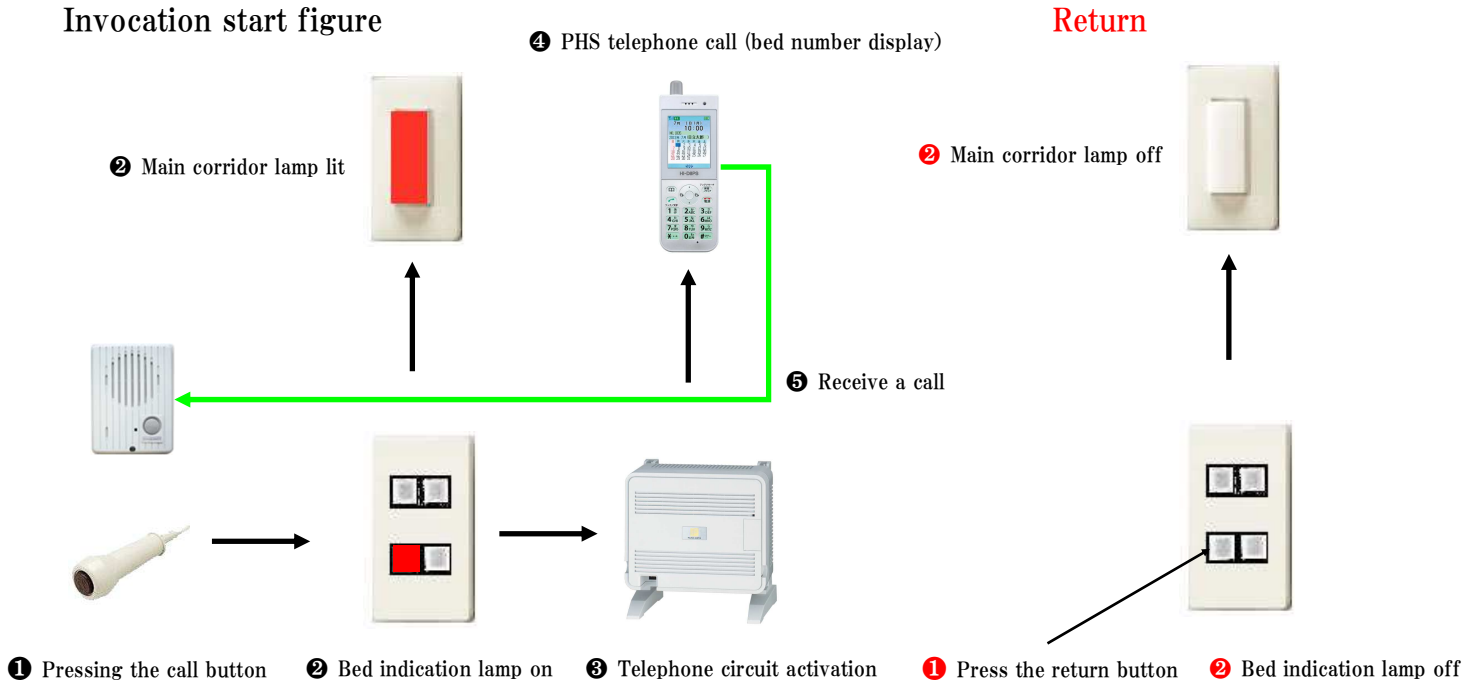 Invocation start figure
Return
❹ PHS telephone call (bed number display)
❷ Main corridor lamp lit
❷ Main corridor lamp off
10:00
❺ Receive a call
❶ Pressing the call button
❷ Bed indication lamp on
❸ Telephone circuit activation
❶ Press the return button
❷ Bed indication lamp off